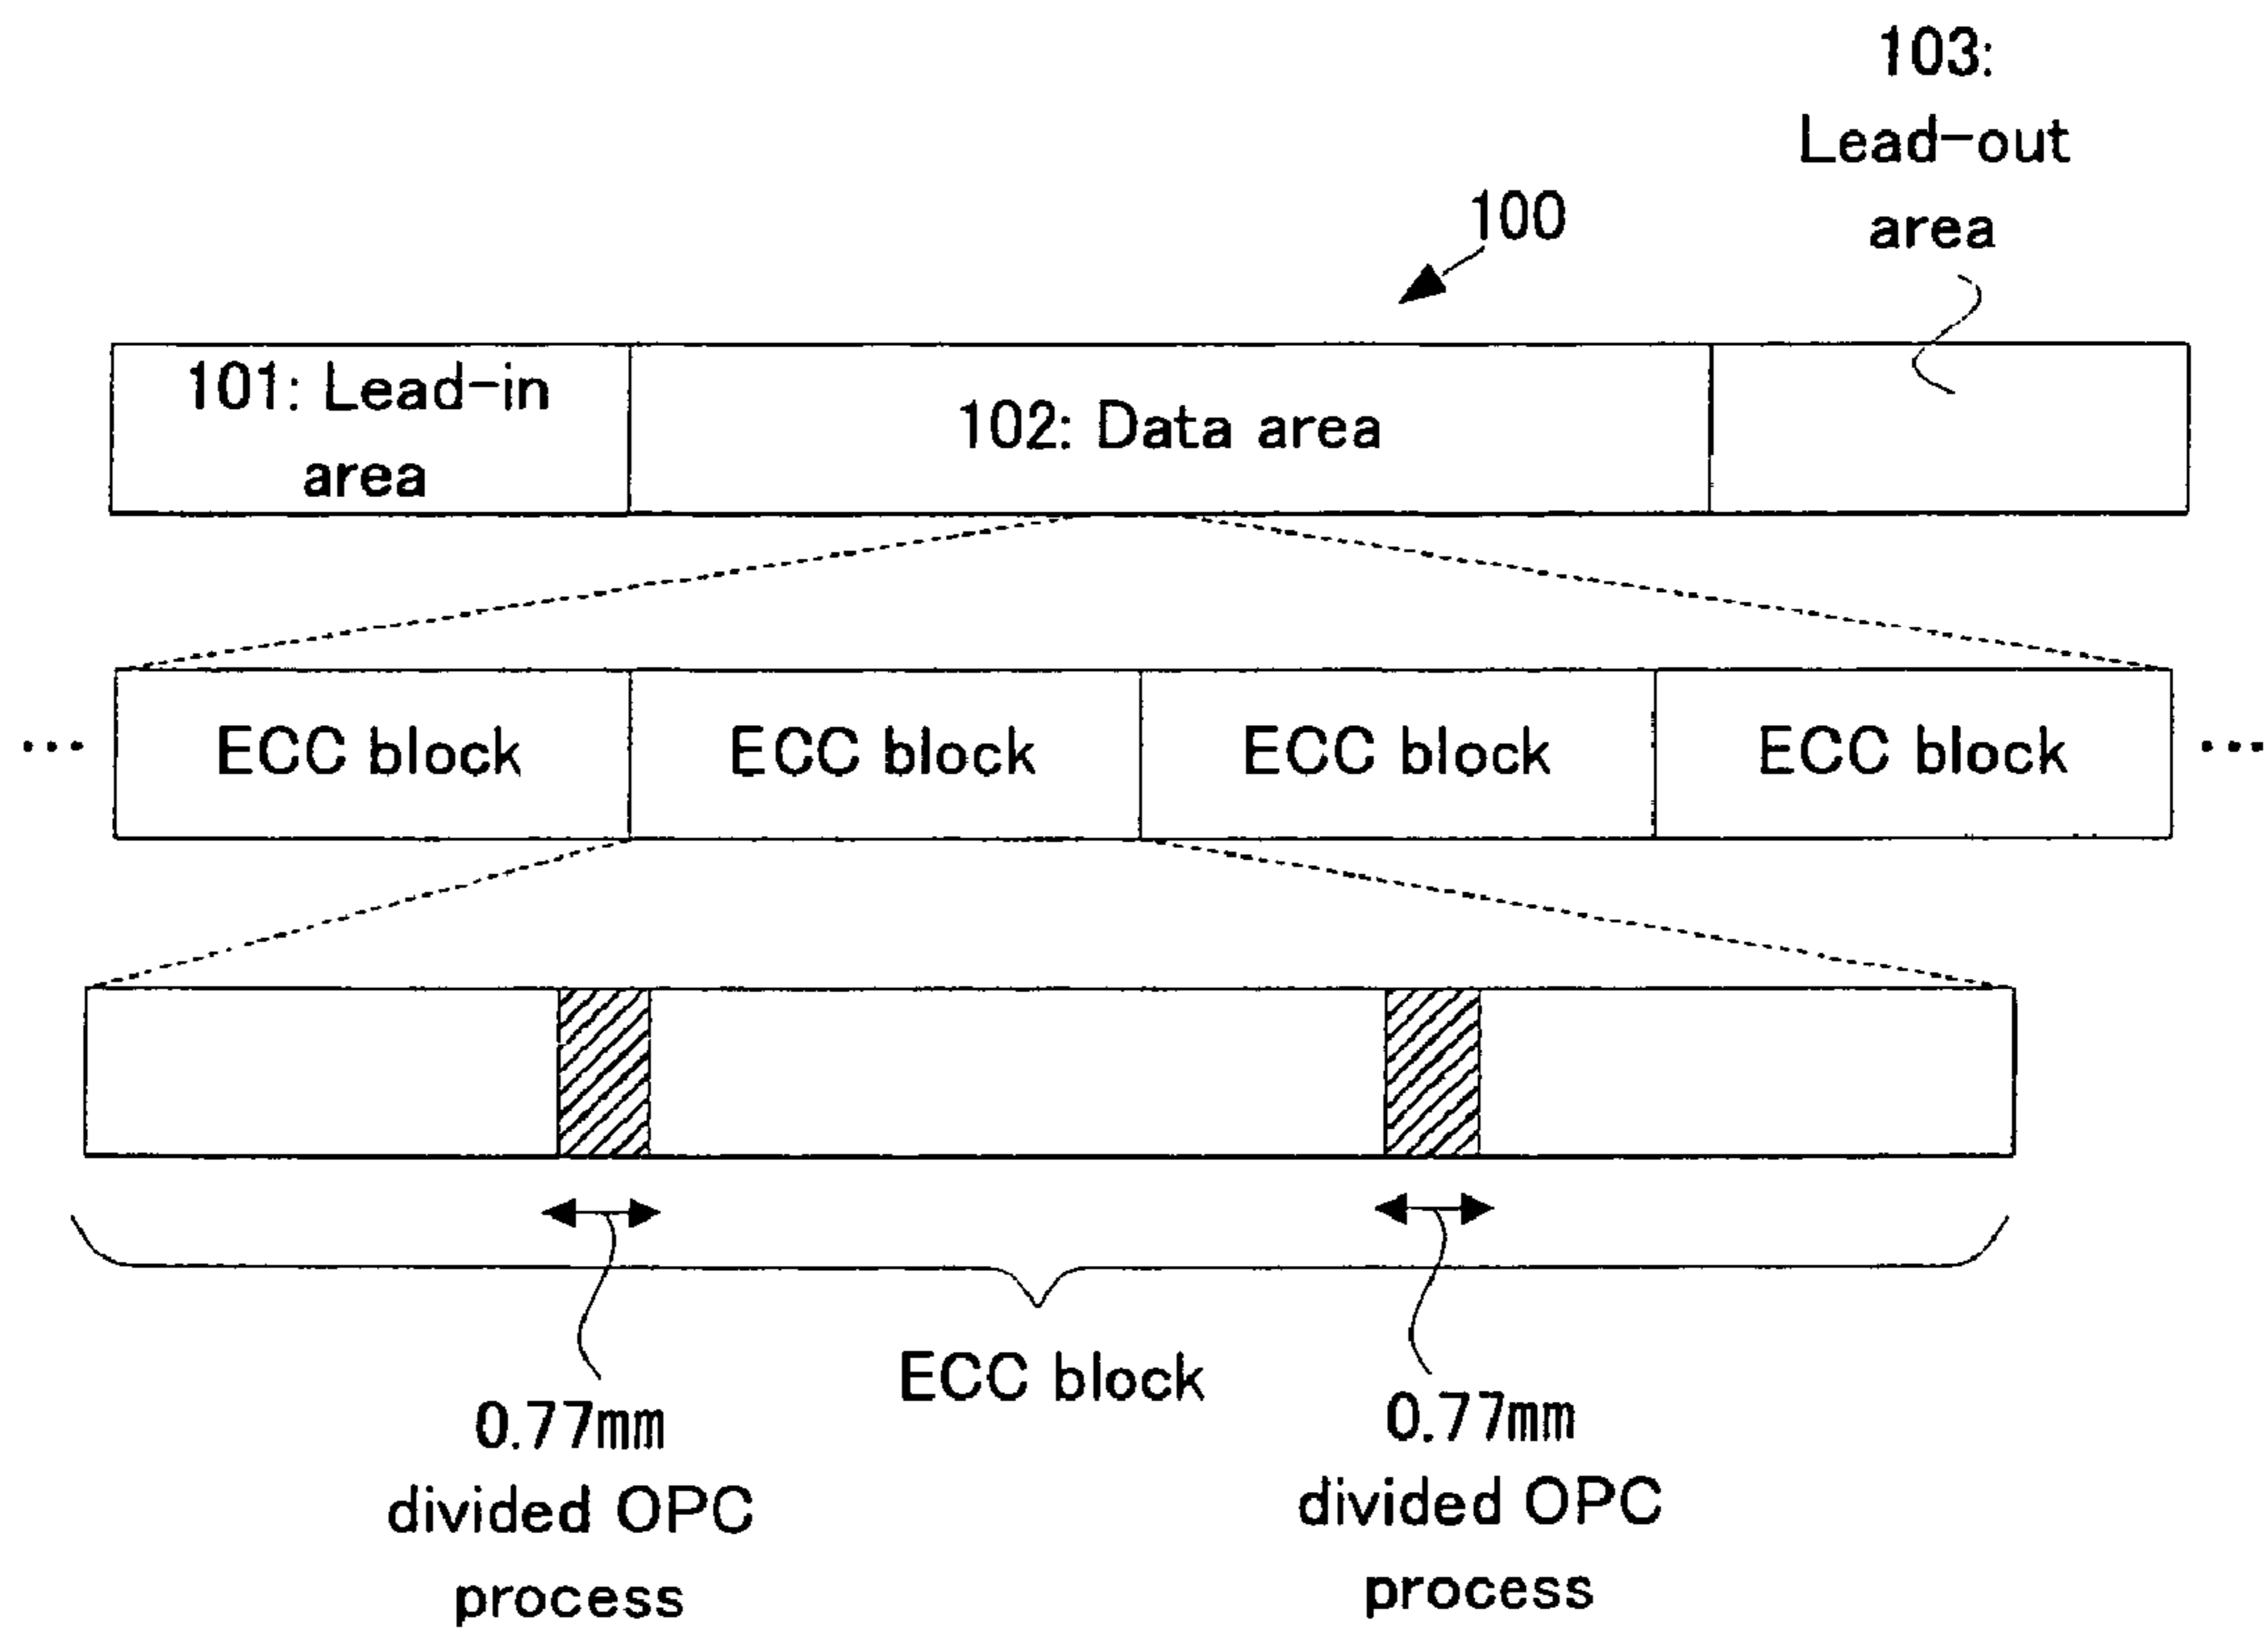 103:
Lead-out
area
100
101: Lead-in
area
102: Data area
... ECC block ECC block ECC block ECC block ...
ECC block
0.77mm
divided OPC
process
0.77mm
divided OPC
process